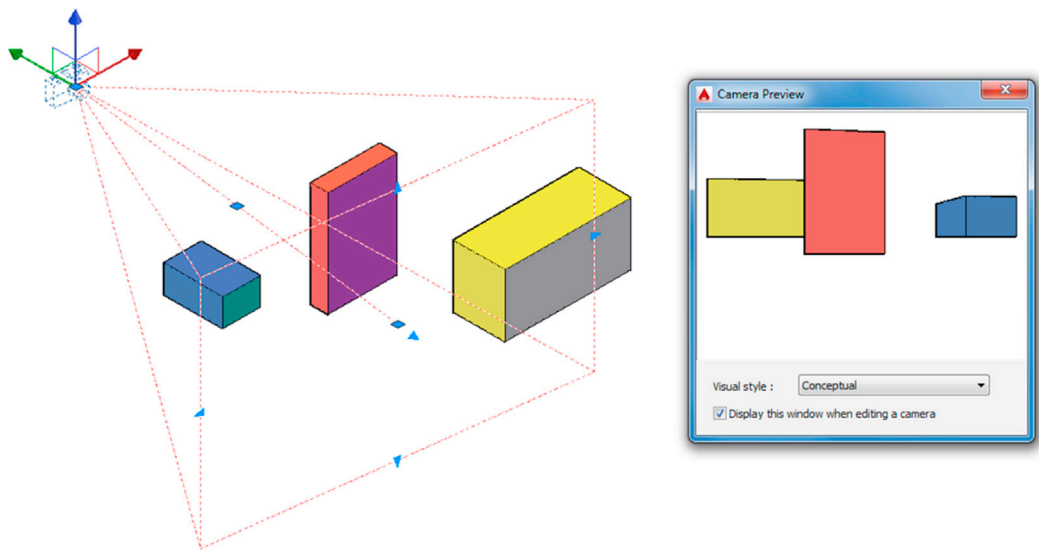 Camera Preview
Visual style :
Conceptual
Display this window when editing a camera